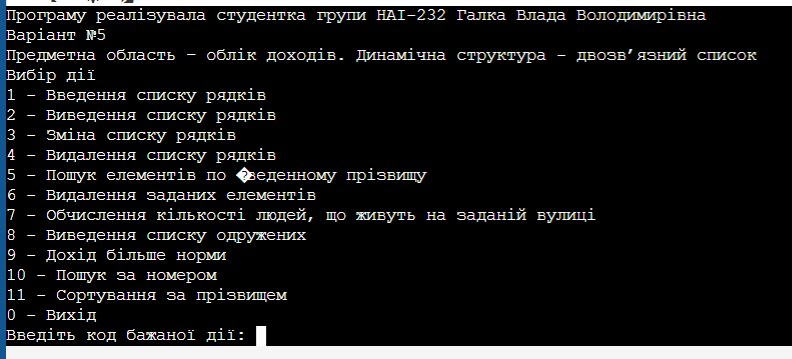 Програму реалізувала студентка групи НАІ-232 Галка Влада Володимирівна
Варіант №5
Предметна область – облік доходів. Динамічна структура – двозв’язний список
Вибір дії
1 – Введення списку рядків
2 – Виведення списку рядків
3 – Зміна списку рядків
4 – Видалення списку рядків
5 – Пошук елементів по �веденному прізвищу
6 – Видалення заданих елементів
7 – Обчислення кількості людей, що живуть на заданій вулиці
8 – Виведення списку одружених
9 – Дохід більше норми
10 – Пошук за номером
11 – Сортування за прізвищем
0 – Вихід
Введіть код бажаної дії: